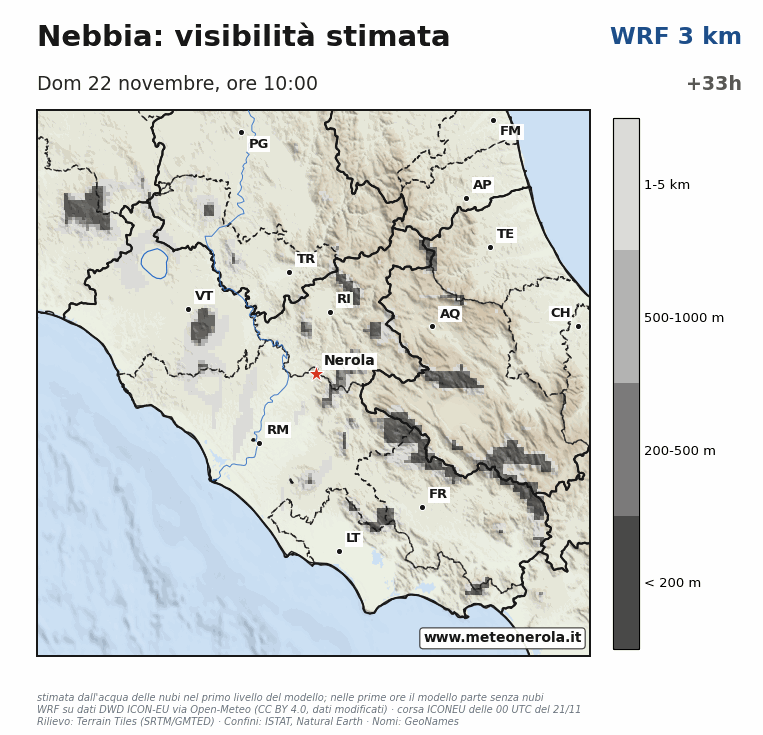 Nebbia: visibilità stimata
WRF 3 km
Dom 22 novembre, ore 10:00
+33h
FM
PG
AP
TE
TR
RI
VT
AQ
CH
Nerola
RM
FR
LT
www.meteonerola.it
1-5 km
500-1000 m
200-500 m
< 200 m
stimata dall'acqua delle nubi nel primo livello del modello; nelle prime ore il modello parte senza nubi
WRF su dati DWD ICON-EU via Open-Meteo (CC BY 4.0, dati modificati) · corsa ICONEU delle 00 UTC del 21/11
Rilievo: Terrain Tiles (SRTM/GMTED) · Confini: ISTAT, Natural Earth · Nomi: GeoNames